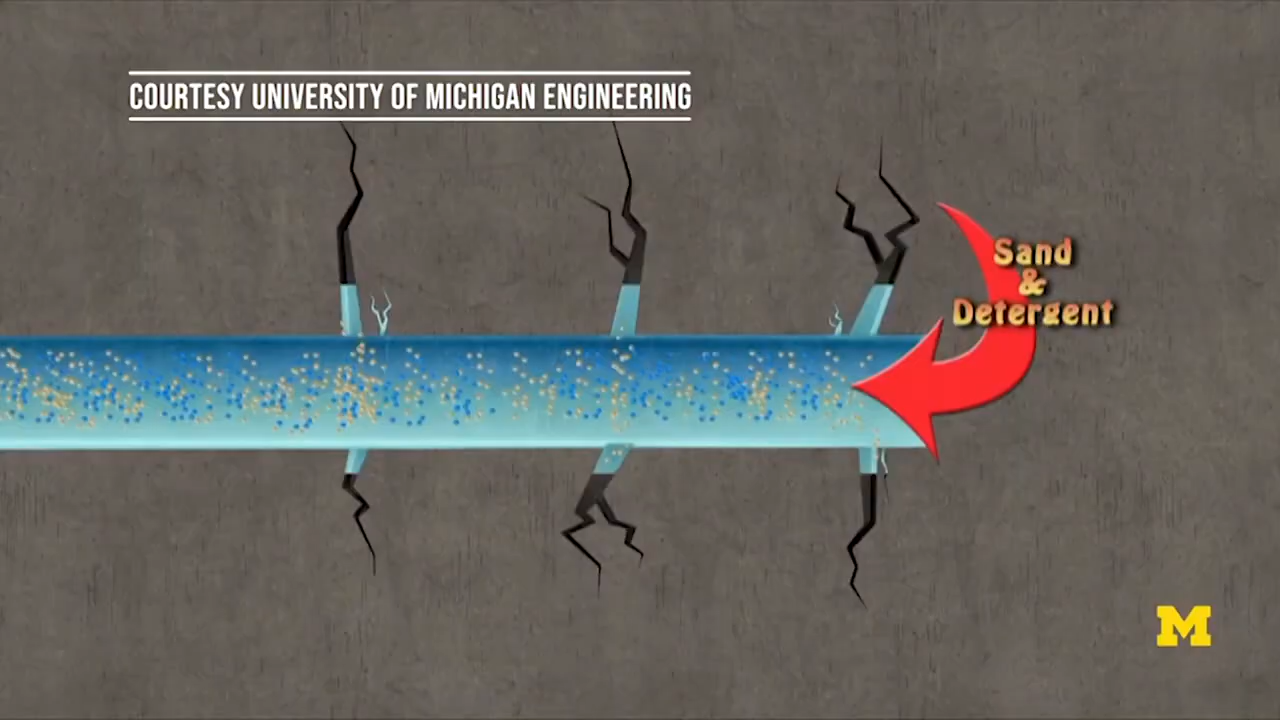 COURTESY UNIVERSITY OF MICHIGAN ENGINEERING
Sand
&
Detergent
M